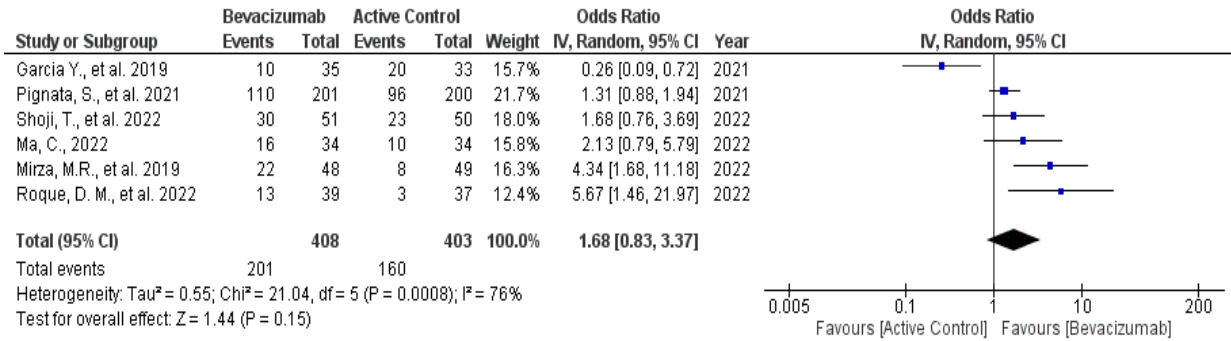 Bevacizumab Active Control Odds Ratio Odds Ratio
Study or Subgroup Events Total Events Total Weight IV, Random, 95% CI Year IV, Random, 95% CI
Garcia Y., et al. 2019 10 35 20 33 15.7% 0.26 [0.09, 0.72] 2021
Pignata, S., et al. 2021 110 201 96 200 21.7% 1.31 [0.88, 1.94] 2021
Shoji, T., et al. 2022 30 51 23 50 18.0% 1.68 [0.76, 3.69] 2022
Ma, C., 2022 16 34 10 34 15.8% 2.13 [0.79, 5.79] 2022
Mirza, M.R., et al. 2019 22 48 8 49 16.3% 4.34 [1.68, 11.18] 2022
Roque, D. M., et al. 2022 13 39 3 37 12.4% 5.67 [1.46, 21.97] 2022
Total (95% CI) 408 403 100.0% 1.68 [0.83, 3.37]
Total events 201 160
Heterogeneity: Tau² = 0.55; Chi² = 21.04, df = 5 (P = 0.0008); I² = 76%
Test for overall effect: Z = 1.44 (P = 0.15)
0.005 0.1 1 10 200
Favours [Active Control] Favours [Bevacizumab]